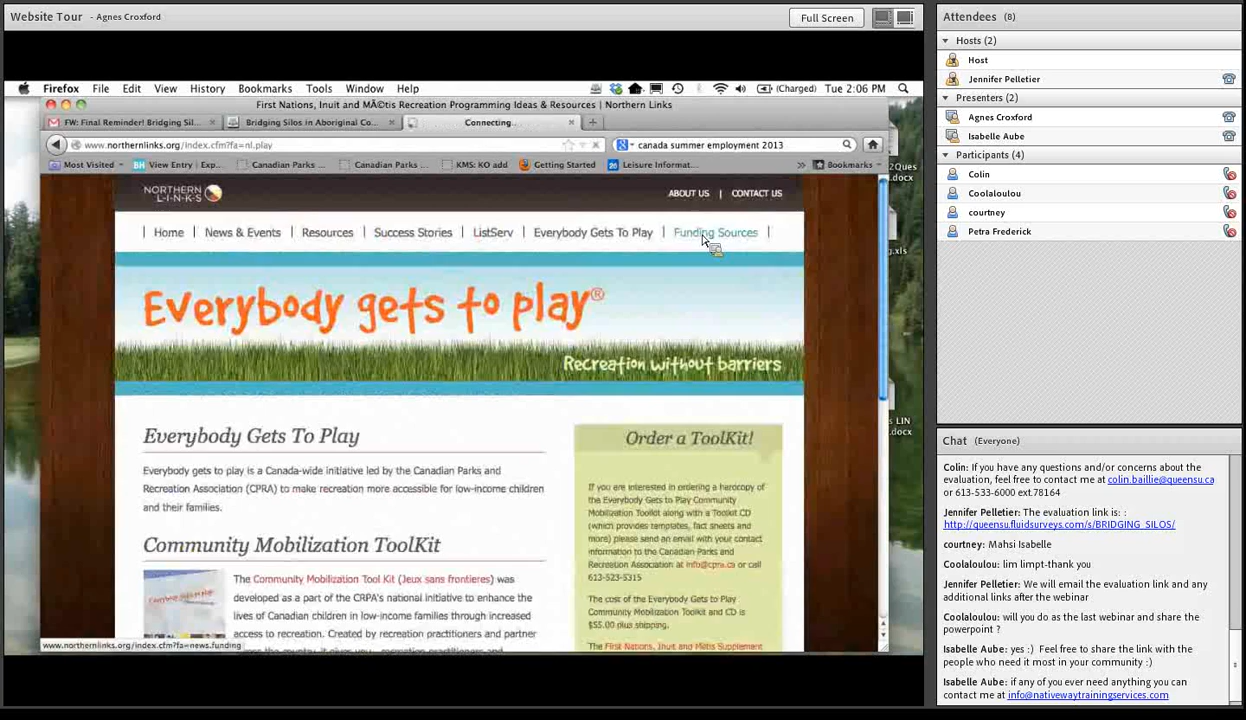 Website Tour - Agnes Croxford
Full Screen
Firefox File Edit View History Bookmarks Tools Window Help
(Charged) Tue 2:06 PM
First Nations, Inuit and MÃ©tis Recreation Programming Ideas & Resources | Northern Links
FW: Final Reminder! Bridging Sil...
Bridging Silos in Aboriginal Co...
Connecting...
www.northernlinks.org/index.cfm?fa=nl.play
canada summer employment 2013
Most Visited
View Entry | Exp...
Canadian Parks ...
Canadian Parks ...
KMS: KO add
Getting Started
Leisure Informat...
Bookmarks
NORTHERN
L-I-N-K-S
ABOUT US | CONTACT US
| Home | News & Events | Resources | Success Stories | ListServ | Everybody Gets To Play | Funding Sources |
Everybody gets to play®
Recreation without barriers
Everybody Gets To Play
Everybody gets to play is a Canada-wide initiative led by the Canadian Parks and
Recreation Association (CPRA) to make recreation more accessible for low-income children
and their families.
Community Mobilization ToolKit
The Community Mobilization Tool Kit (Jeux sans frontieres) was
developed as a part of the CRPA's national initiative to enhance the
lives of Canadian children in low-income families through increased
access to recreation. Created by recreation practitioners and partner
Order a ToolKit!
If you are interested in ordering a hardcopy of
the Everybody Gets to Play Community
Mobilization Toolkit along with a Toolkit CD
(which provides templates, fact sheets and
more) please send an email with your contact
information to the Canadian Parks and
Recreation Association at info@cpra.ca or call
613-523-5315
The cost of the Everybody Gets to Play
Community Mobilization Toolkit and CD is
$55.00 plus shipping.
The First Nations, Inuit and Métis Supplement
www.northernlinks.org/index.cfm?fa=news.funding
2Ques
.docx
g.xls
s LIN
.docx
Attendees (8)
Hosts (2)
Host
Jennifer Pelletier
Presenters (2)
Agnes Croxford
Isabelle Aube
Participants (4)
Colin
Coolaloulou
courtney
Petra Frederick
Chat (Everyone)
Colin: If you have any questions and/or concerns about the
evaluation, feel free to contact me at colin.baillie@queensu.ca
or 613-533-6000 ext.78164
Jennifer Pelletier: The evaluation link is: :
http://queensu.fluidsurveys.com/s/BRIDGING_SILOS/
courtney: Mahsi Isabelle
Coolaloulou: lim limpt-thank you
Jennifer Pelletier: We will email the evaluation link and any
additional links after the webinar
Coolaloulou: will you do as the last webinar and share the
powerpoint ?
Isabelle Aube: yes :) Feel free to share the link with the
people who need it most in your community :)
Isabelle Aube: if any of you ever need anything you can
contact me at info@nativewaytrainingservices.com